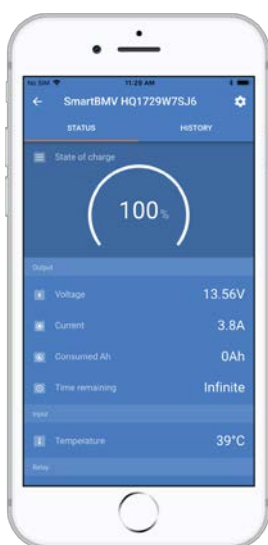 No SIM 11:23 AM
SmartBMV HQ1729W7SJ6
STATUS HISTORY
State of charge
100%
Output
Voltage 13.56V
Current 3.8A
Consumed Ah 0Ah
Time remaining Infinite
Input
Temperature 39°C
Relay